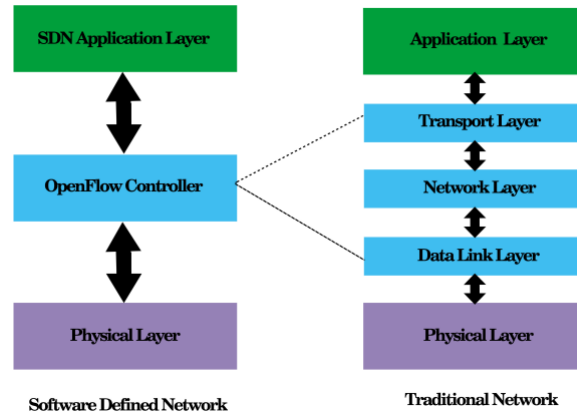 SDN Application Layer
OpenFlow Controller
Physical Layer
Software Defined Network
Application Layer
Transport Layer
Network Layer
Data Link Layer
Physical Layer
Traditional Network